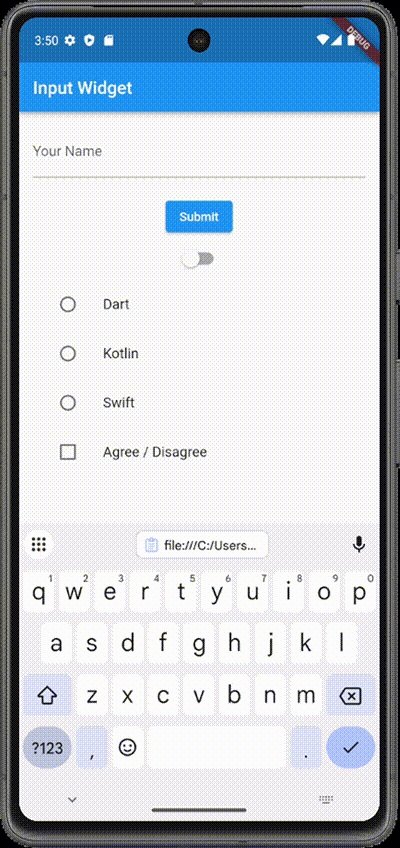 3:50
DEBUG
Input Widget
Your Name
Submit
Dart
Kotlin
Swift
Agree / Disagree
file:///C:/Users...
1 2 3 4 5 6 7 8 9 0
q w e r t y u i o p
a s d f g h j k l
z x c v b n m
?123 , .